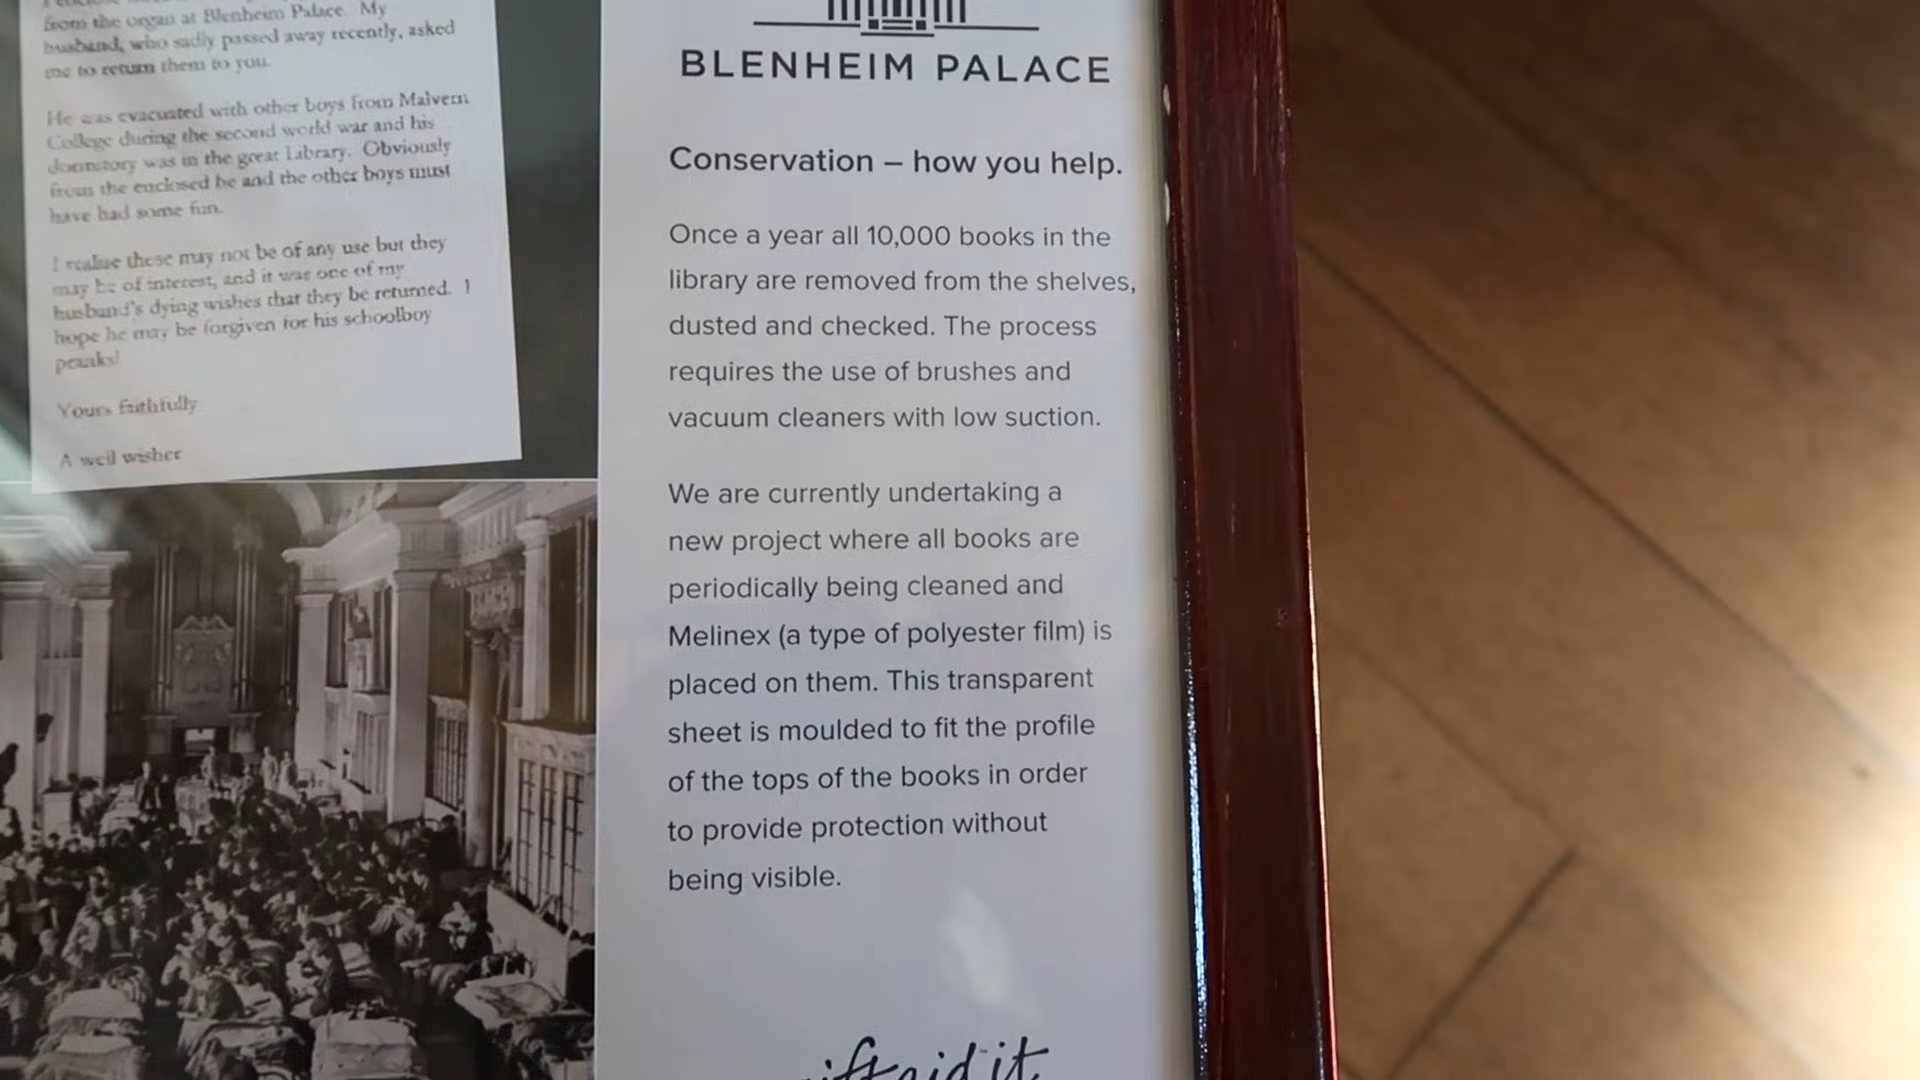 from the organ at Blenheim Palace. My
husband, who sadly passed away recently, asked
me to return them to you.
He was evacuated with other boys from Malvern
College during the second world war and his
dormitory was in the great Library. Obviously
from the enclosed he and the other boys must
have had some fun.
I realise these may not be of any use but they
may be of interest, and it was one of my
husband's dying wishes that they be returned. I
hope he may be forgiven for his schoolboy
pranks!
Yours faithfully
A well wisher
BLENHEIM PALACE
Conservation – how you help.
Once a year all 10,000 books in the
library are removed from the shelves,
dusted and checked. The process
requires the use of brushes and
vacuum cleaners with low suction.
We are currently undertaking a
new project where all books are
periodically being cleaned and
Melinex (a type of polyester film) is
placed on them. This transparent
sheet is moulded to fit the profile
of the tops of the books in order
to provide protection without
being visible.
giftaid it